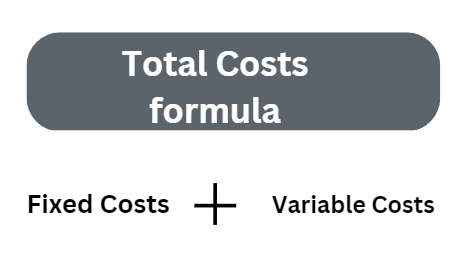 Total Costs
formula
Fixed Costs + Variable Costs